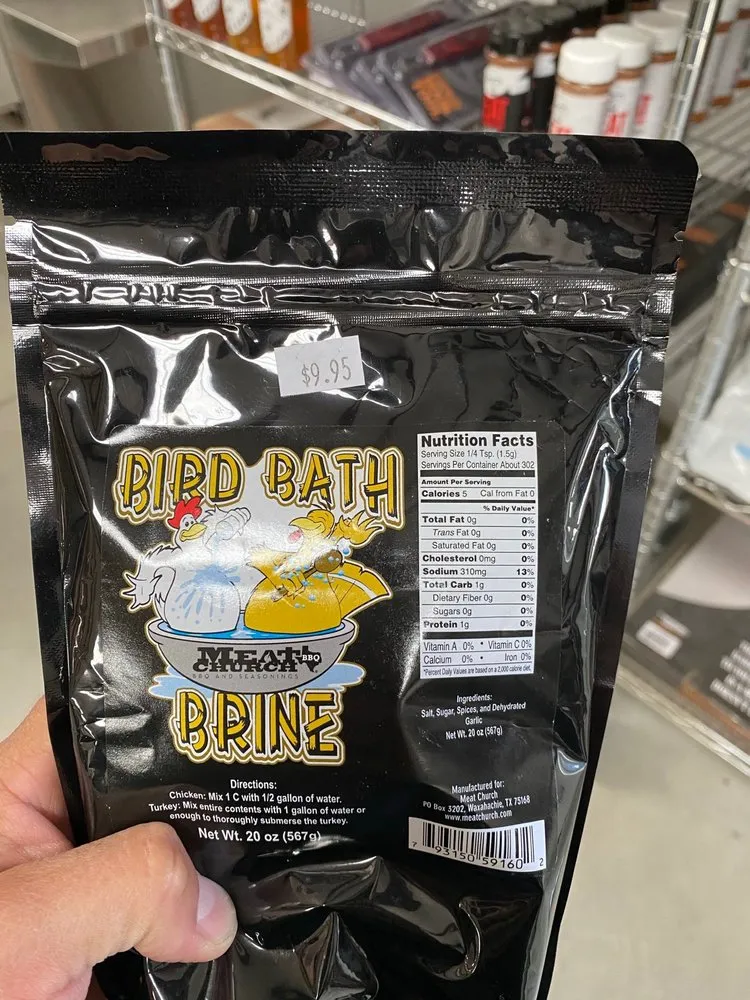 $9.95
BIRD BATH
MEAT
CHURCH BBQ
BBQ AND SEASONINGS
BRINE
Directions:
Chicken: Mix 1 C with 1/2 gallon of water.
Turkey: Mix entire contents with 1 gallon of water or
enough to thoroughly submerse the turkey.
Net Wt. 20 oz (567g)
Nutrition Facts
Serving Size 1/4 Tsp. (1.5g)
Servings Per Container About 302
Amount Per Serving
Calories 5 Cal from Fat 0
% Daily Value*
Total Fat 0g 0%
Trans Fat 0g 0%
Saturated Fat 0g 0%
Cholesterol 0mg 0%
Sodium 310mg 13%
Total Carb 1g 0%
Dietary Fiber 0g 0%
Sugars 0g 0%
Protein 1g 0%
Vitamin A 0% • Vitamin C 0%
Calcium 0% • Iron 0%
*Percent Daily Values are based on a 2,000 calorie diet.
Ingredients:
Salt, Sugar, Spices, and Dehydrated
Garlic
Net Wt. 20 oz (567g)
Manufactured for:
Meat Church
PO Box 3202, Waxahachie, TX 75168
www.meatchurch.com
7 93150 59160 2